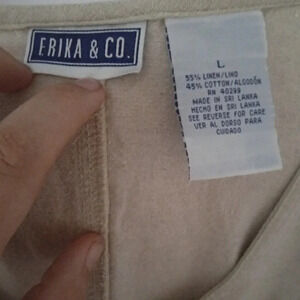 ERIKA & CO.
L
55% LINEN/LINO
45% COTTON/ALGODÓN
RN 40299
MADE IN SRI LANKA
HECHO EN SRI LANKA
SEE REVERSE FOR CARE
VER AL DORSO PARA
CUIDADO